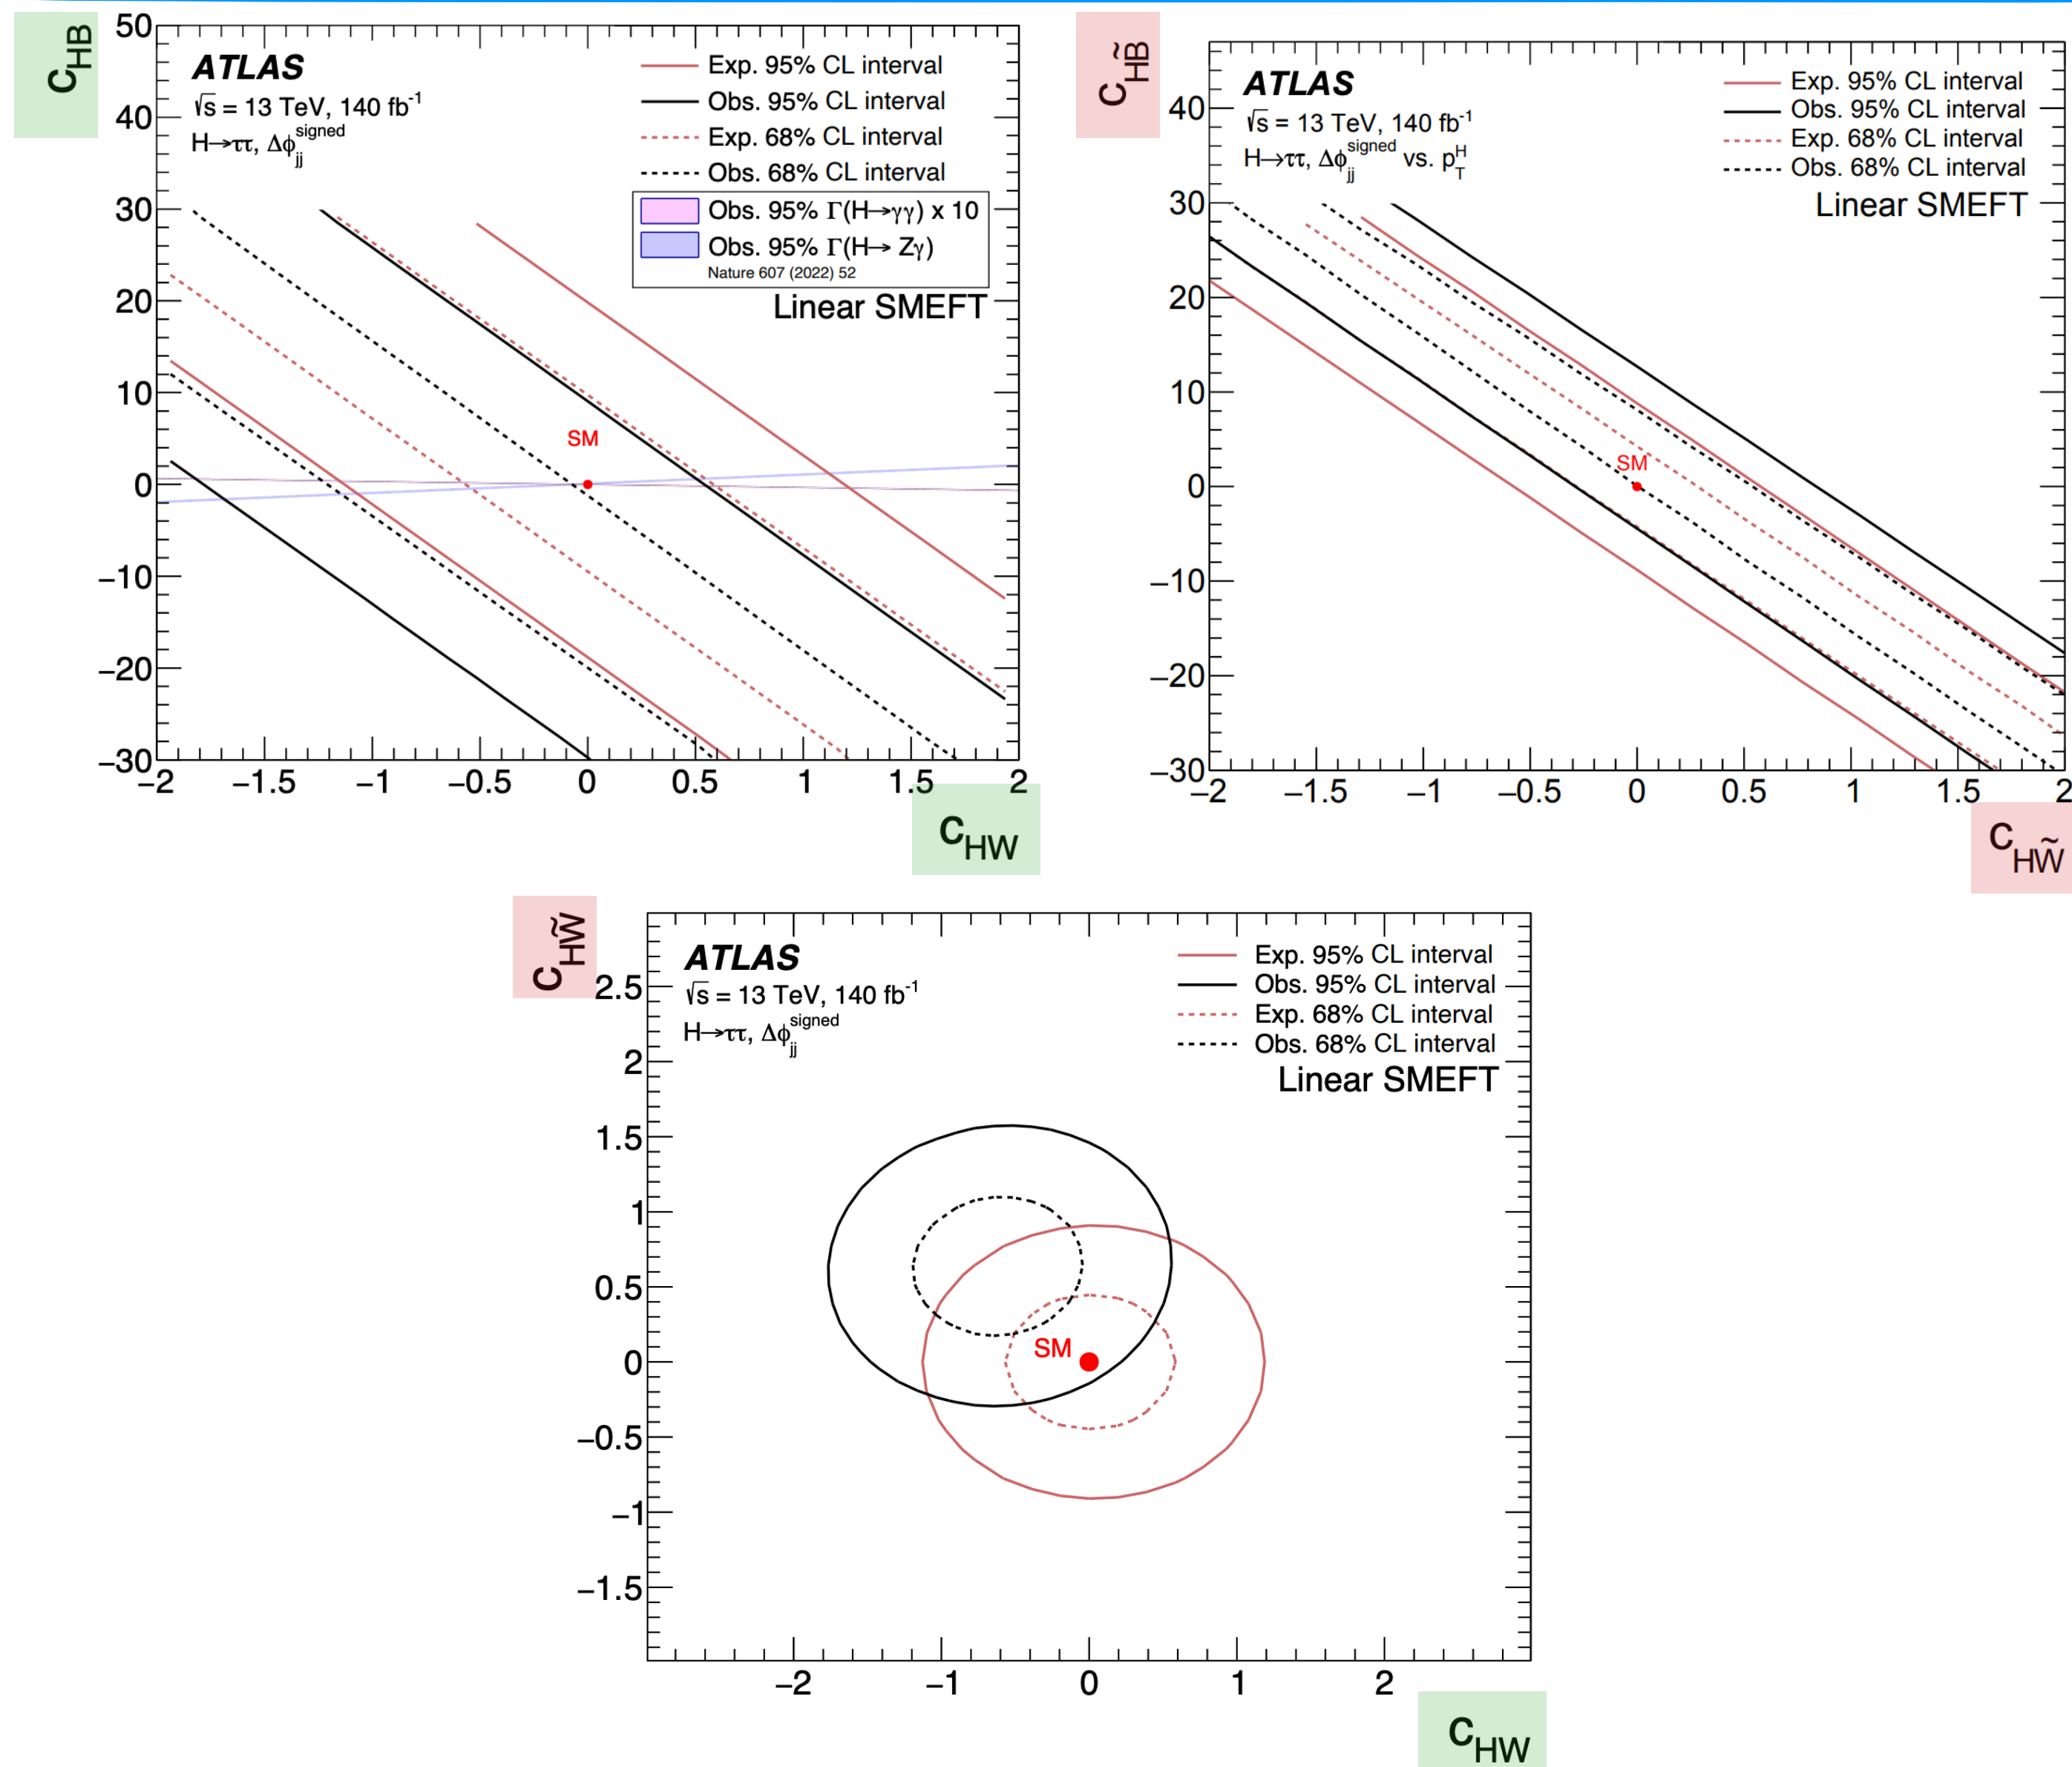 c_HB
50
40
30
20
10
0
−10
−20
−30
ATLAS
√s = 13 TeV, 140 fb⁻¹
H→ττ, Δϕ_jj^signed
Exp. 95% CL interval
Obs. 95% CL interval
Exp. 68% CL interval
Obs. 68% CL interval
Obs. 95% Γ(H→γγ) x 10
Obs. 95% Γ(H→ Zγ)
Nature 607 (2022) 52
Linear SMEFT
SM
−2 −1.5 −1 −0.5 0 0.5 1 1.5 2
c_HW
c_HB̃
40
30
20
10
0
−10
−20
−30
ATLAS
√s = 13 TeV, 140 fb⁻¹
H→ττ, Δϕ_jj^signed vs. p_T^H
Exp. 95% CL interval
Obs. 95% CL interval
Exp. 68% CL interval
Obs. 68% CL interval
Linear SMEFT
SM
−2 −1.5 −1 −0.5 0 0.5 1 1.5 2
c_HW̃
c_HW̃
2.5
2
1.5
1
0.5
0
−0.5
−1
−1.5
ATLAS
√s = 13 TeV, 140 fb⁻¹
H→ττ, Δϕ_jj^signed
Exp. 95% CL interval
Obs. 95% CL interval
Exp. 68% CL interval
Obs. 68% CL interval
Linear SMEFT
SM
−2 −1 0 1 2
c_HW